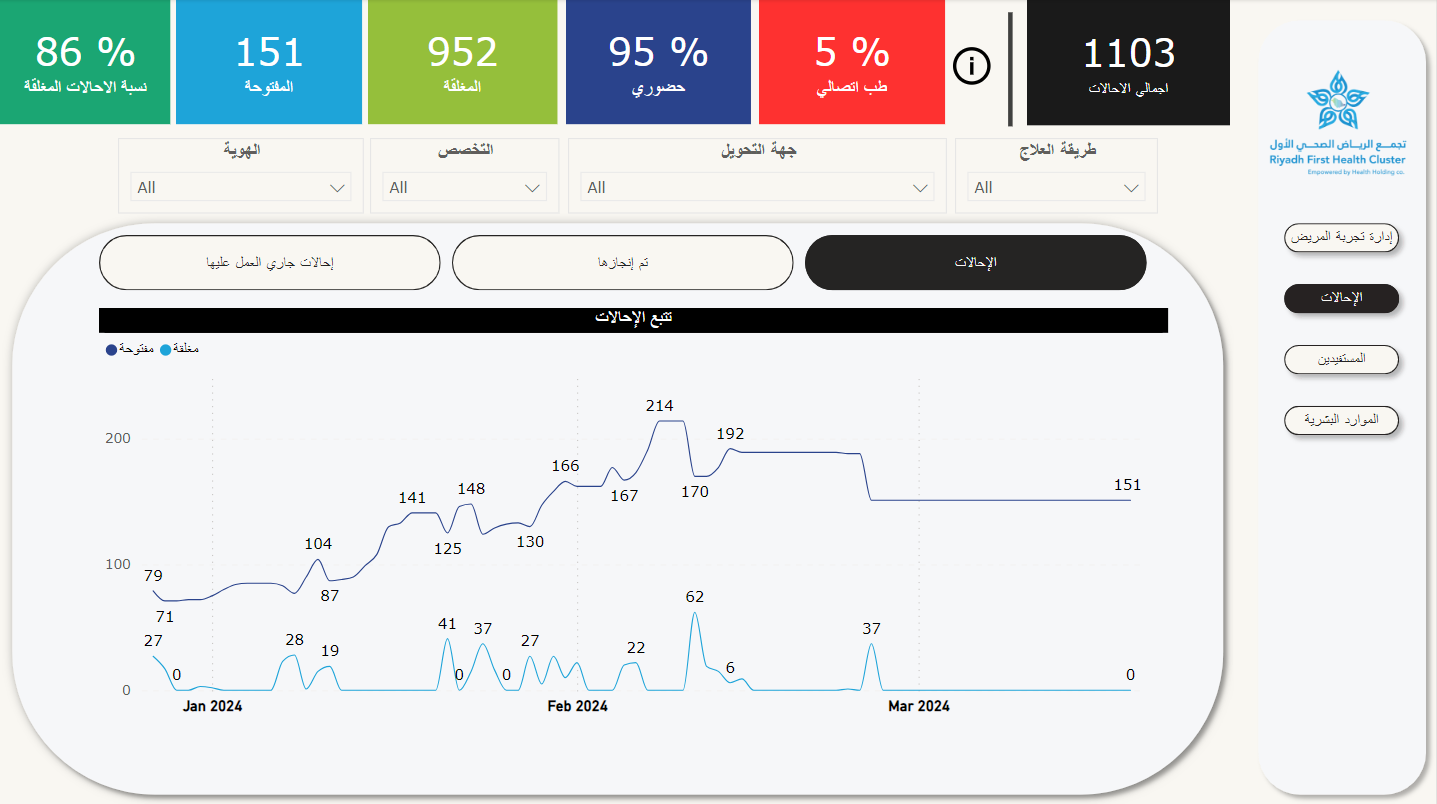 86 %
نسبة الاحالات المغلقة
151
المفتوحة
952
المغلقة
95 %
حضوري
5 %
طب اتصالي
1103
اجمالي الاحالات
تجمع الرياض الصحي الأول
Riyadh First Health Cluster
Empowered by Health Holding co.
الهوية
All
التخصص
All
جهة التحويل
All
طريقة العلاج
All
إدارة تجربة المريض
الإحالات
المستفيدين
الموارد البشرية
الإحالات
تم إنجازها
إحالات جاري العمل عليها
تتبع الإحالات
مفتوحة
مغلقة
200
100
0
79
71
104
87
141
125
148
130
166
167
214
170
192
151
27
0
28
19
41
0
37
0
27
22
62
6
37
0
Jan 2024
Feb 2024
Mar 2024